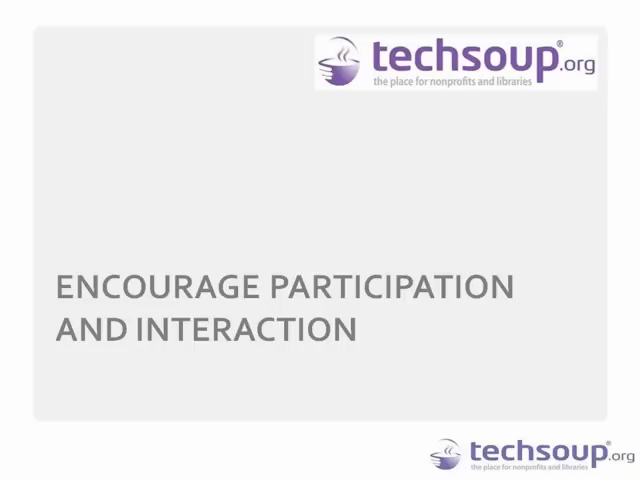 techsoup®.org
the place for nonprofits and libraries
ENCOURAGE PARTICIPATION
AND INTERACTION
techsoup®.org
the place for nonprofits and libraries